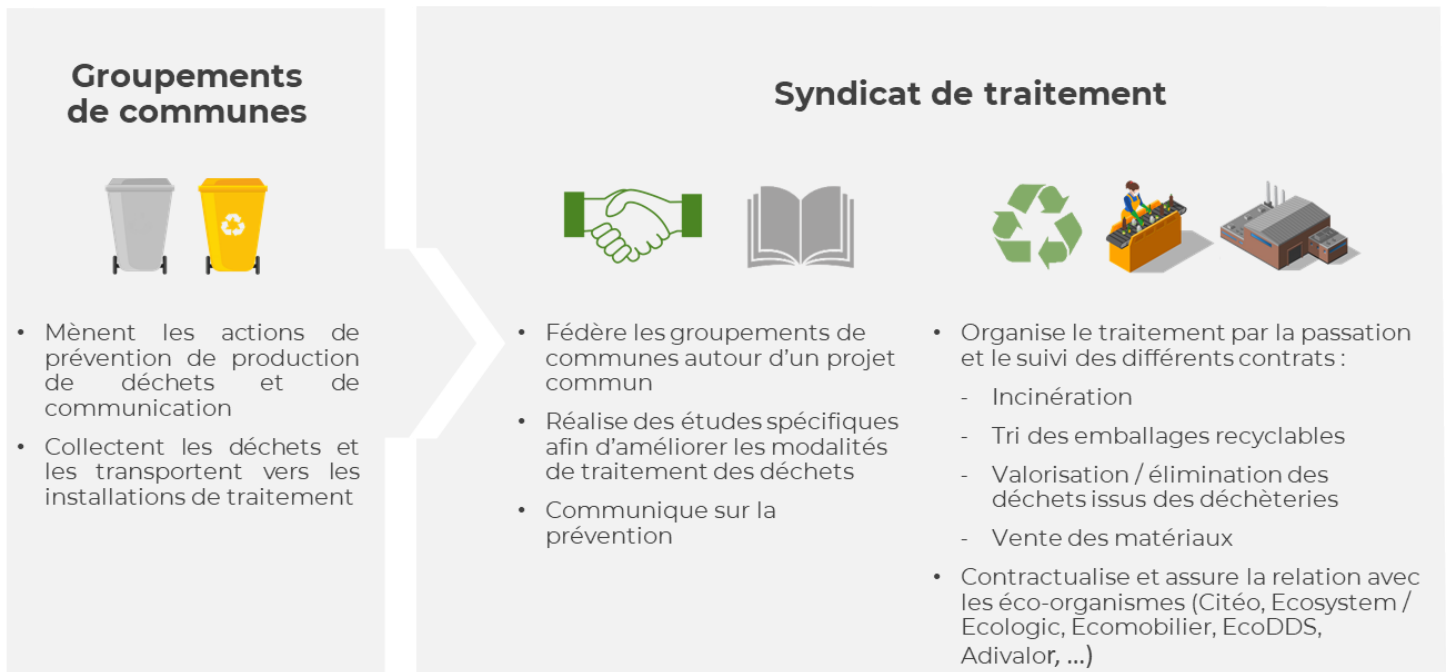 Groupements
de communes
• Mènent les actions de
prévention de production
de déchets et de
communication
• Collectent les déchets et
les transportent vers les
installations de traitement
Syndicat de traitement
• Fédère les groupements de
communes autour d'un projet
commun
• Réalise des études spécifiques
afin d'améliorer les modalités
de traitement des déchets
• Communique sur la
prévention
• Organise le traitement par la passation
et le suivi des différents contrats :
- Incinération
- Tri des emballages recyclables
- Valorisation / élimination des
déchets issus des déchèteries
- Vente des matériaux
• Contractualise et assure la relation avec
les éco-organismes (Citéo, Ecosystem /
Ecologic, Ecomobilier, EcoDDS,
Adivalor, ...)